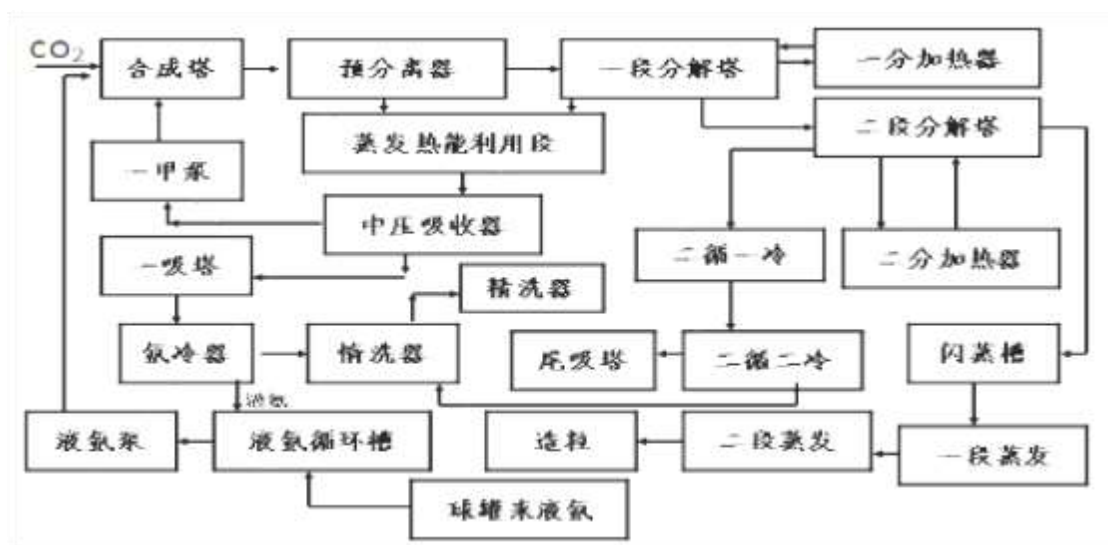 CO₂
合成塔
预分离器
一段分解塔
一分加热器
二段分解塔
蒸发热能利用段
一甲泵
中压吸收器
二循一冷
二分加热器
一吸塔
精洗器
氨冷器
惰洗器
尾吸塔
二循二冷
闪蒸槽
液氨
液氨泵
液氨循环槽
造粒
二段蒸发
一段蒸发
球罐来液氨